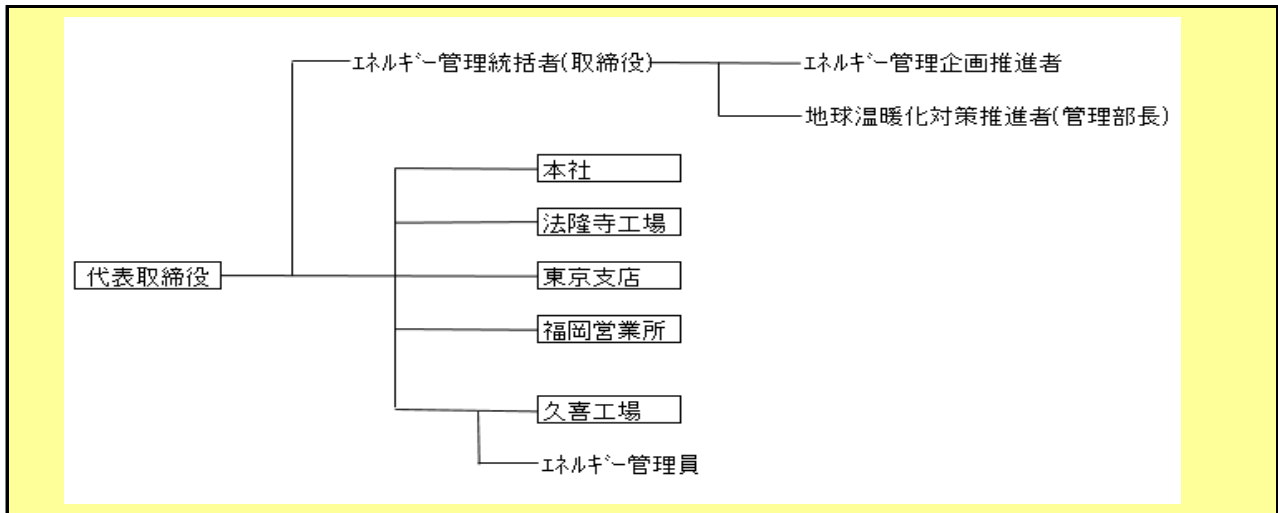 ｴﾈﾙｷﾞｰ管理統括者(取締役)
ｴﾈﾙｷﾞｰ管理企画推進者
地球温暖化対策推進者(管理部長)
本社
法隆寺工場
代表取締役
東京支店
福岡営業所
久喜工場
ｴﾈﾙｷﾞｰ管理員